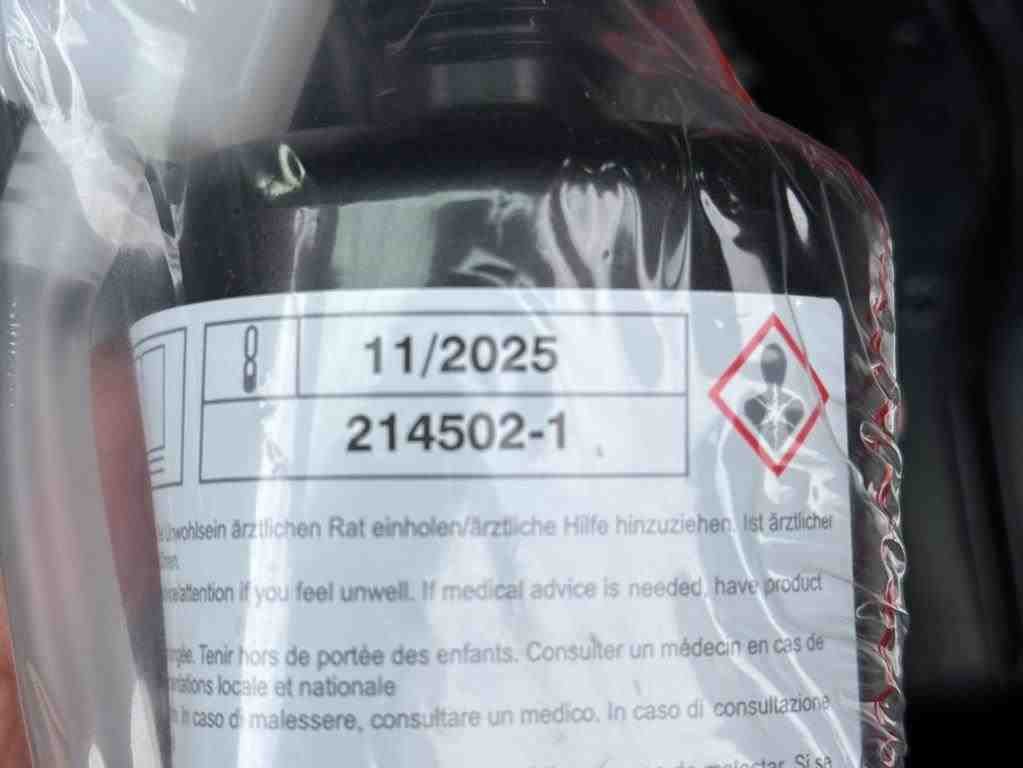 11/2025
214502-1
Unwohlsein ärztlichen Rat einholen/ärztliche Hilfe hinzuziehen. Ist ärztlicher
attention if you feel unwell. If medical advice is needed, have product
Tenir hors de portée des enfants. Consulter un médecin en cas de
locale et nationale
in caso di malessere, consultare un medico. In caso di consultazione
Si sa